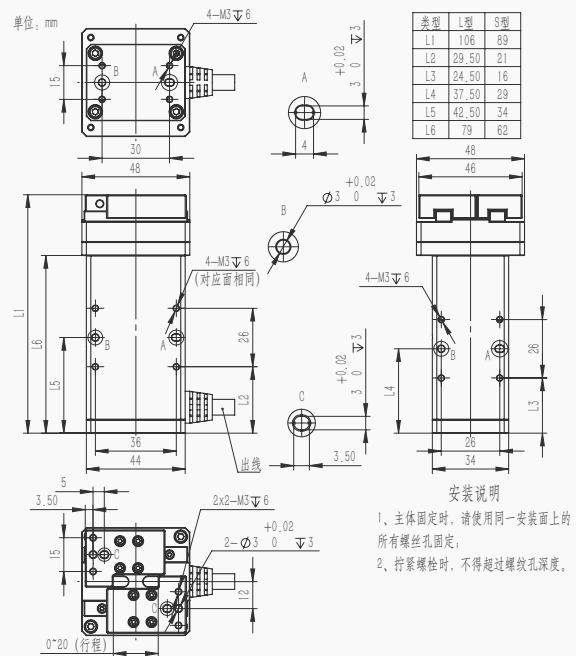 单位: mm
4-M3↧6
B
A
15
30
48
A
+0.02
3 0 ↧3
4
类型 L型 S型
L1 106 89
L2 29.50 21
L3 24.50 16
L4 37.50 29
L5 42.50 34
L6 79 62
L1
L6
L5
4-M3↧6
(对应面相同)
B
A
26
L2
36
44
出线
+0.02
Ø3 0 ↧3
B
C
+0.02
3 0 ↧3
3.50
48
46
4-M3↧6
B
A
26
L4
L3
26
34
5
3.50
15
C
C
2x2-M3↧6
+0.02
2-Ø3 0 ↧3
12
0~20 (行程)
安装说明
1、主体固定时, 请使用同一安装面上的
所有螺丝孔固定;
2、拧紧螺栓时, 不得超过螺纹孔深度。